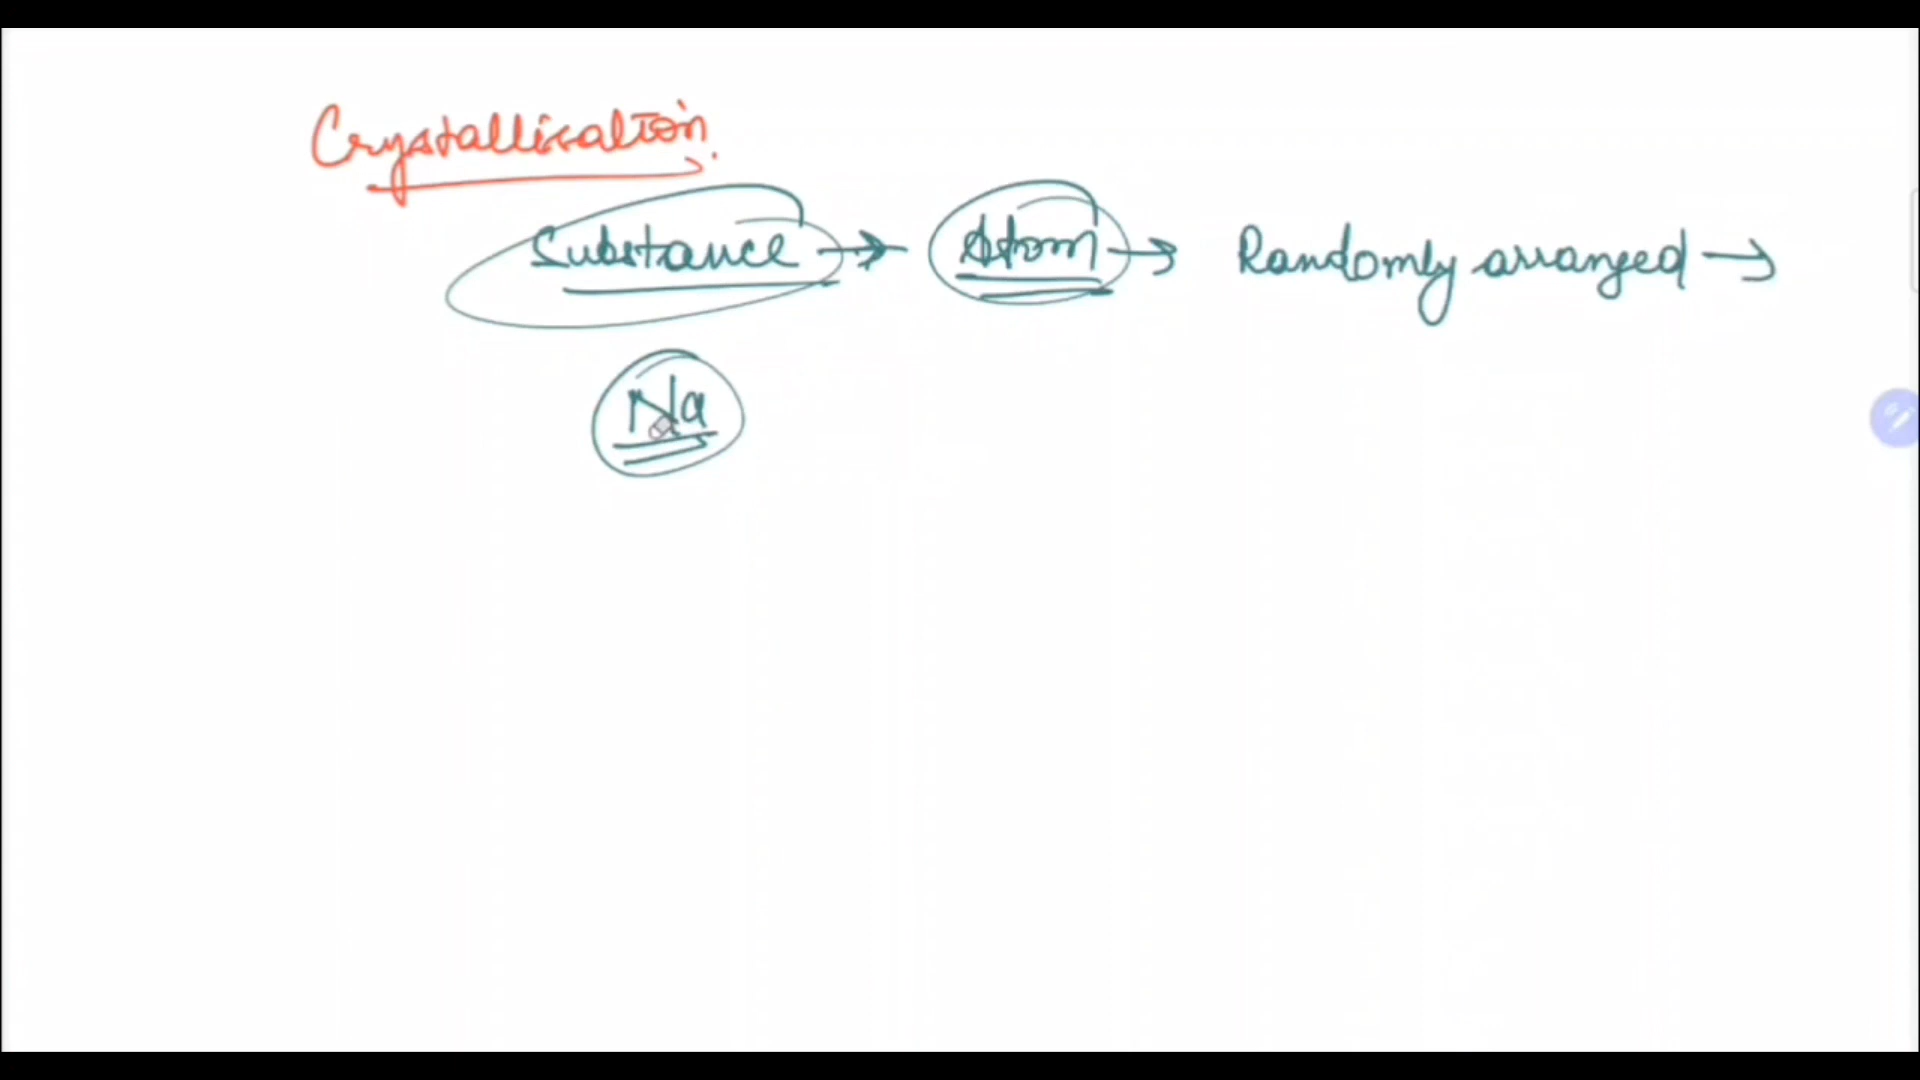 Crystallisation.
Substance → Atom → Randomly arranged →
Na